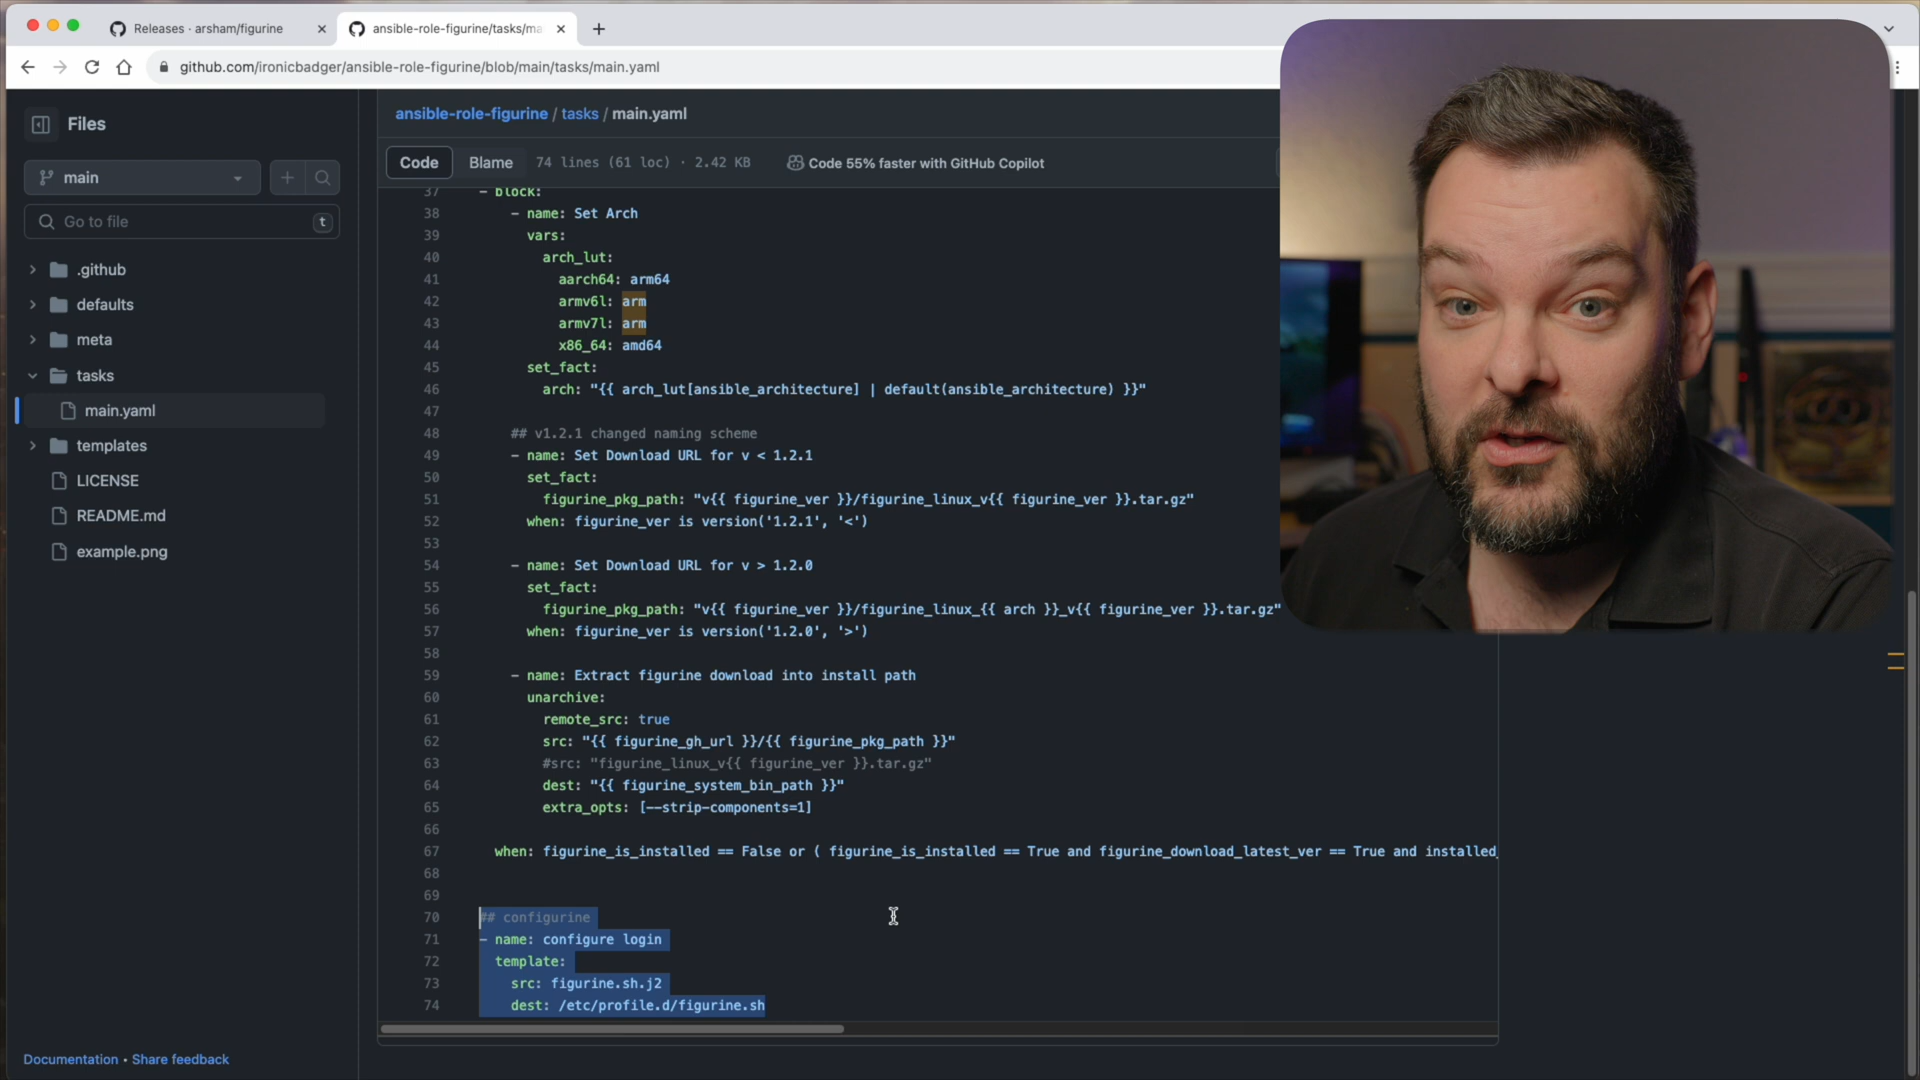 Releases · arsham/figurine
ansible-role-figurine/tasks/ma
github.com/ironicbadger/ansible-role-figurine/blob/main/tasks/main.yaml
Files
main
Go to file
t
.github
defaults
meta
tasks
main.yaml
templates
LICENSE
README.md
example.png
Documentation • Share feedback
ansible-role-figurine / tasks / main.yaml
Code Blame 74 lines (61 loc) · 2.42 KB Code 55% faster with GitHub Copilot
37 - block:
38 - name: Set Arch
39 vars:
40 arch_lut:
41 aarch64: arm64
42 armv6l: arm
43 armv7l: arm
44 x86_64: amd64
45 set_fact:
46 arch: "{{ arch_lut[ansible_architecture] | default(ansible_architecture) }}"
47
48 ## v1.2.1 changed naming scheme
49 - name: Set Download URL for v < 1.2.1
50 set_fact:
51 figurine_pkg_path: "v{{ figurine_ver }}/figurine_linux_v{{ figurine_ver }}.tar.gz"
52 when: figurine_ver is version('1.2.1', '<')
53
54 - name: Set Download URL for v > 1.2.0
55 set_fact:
56 figurine_pkg_path: "v{{ figurine_ver }}/figurine_linux_{{ arch }}_v{{ figurine_ver }}.tar.gz"
57 when: figurine_ver is version('1.2.0', '>')
58
59 - name: Extract figurine download into install path
60 unarchive:
61 remote_src: true
62 src: "{{ figurine_gh_url }}/{{ figurine_pkg_path }}"
63 #src: "figurine_linux_v{{ figurine_ver }}.tar.gz"
64 dest: "{{ figurine_system_bin_path }}"
65 extra_opts: [--strip-components=1]
66
67 when: figurine_is_installed == False or ( figurine_is_installed == True and figurine_download_latest_ver == True and installed_
68
69
70 ## configurine
71 - name: configure login
72 template:
73 src: figurine.sh.j2
74 dest: /etc/profile.d/figurine.sh